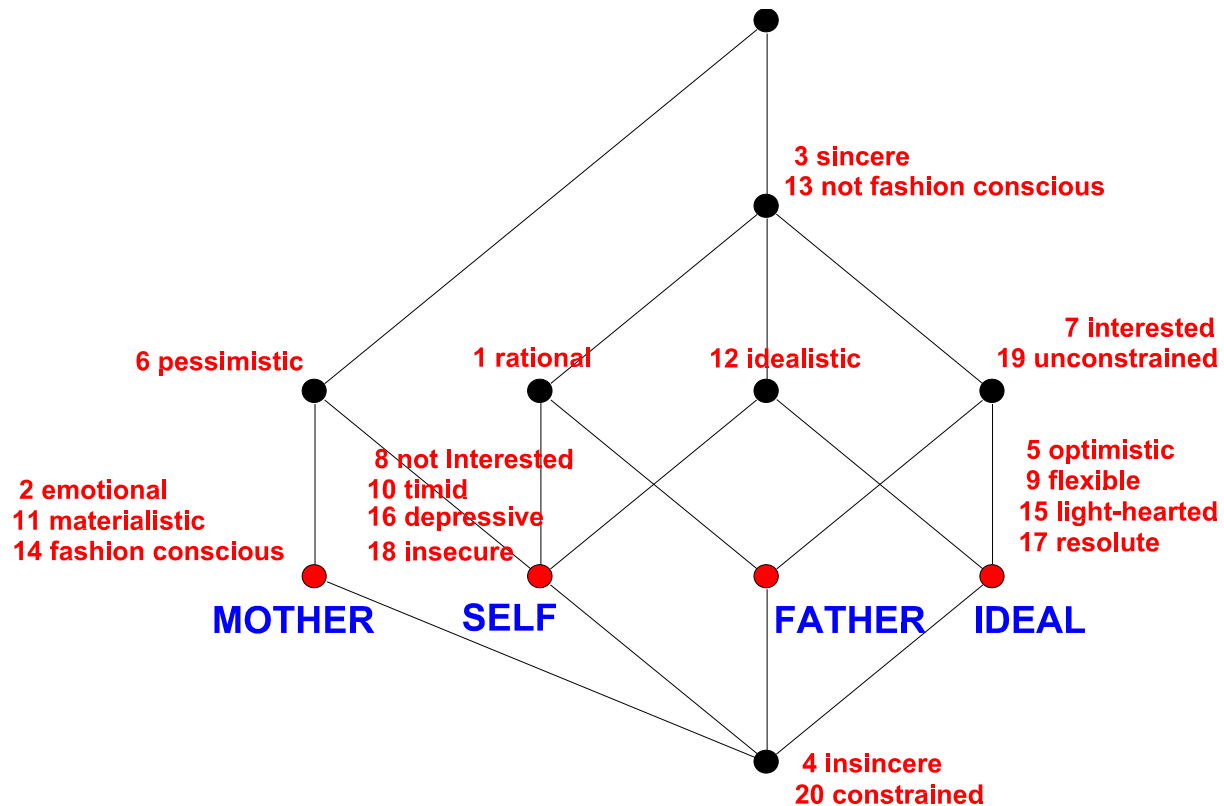 3 sincere
13 not fashion conscious
7 interested
6 pessimistic
1 rational
12 idealistic
19 unconstrained
8 not Interested
5 optimistic
2 emotional
10 timid
9 flexible
11 materialistic
16 depressive
15 light-hearted
14 fashion conscious
18 insecure
17 resolute
MOTHER
SELF
FATHER
IDEAL
4 insincere
20 constrained